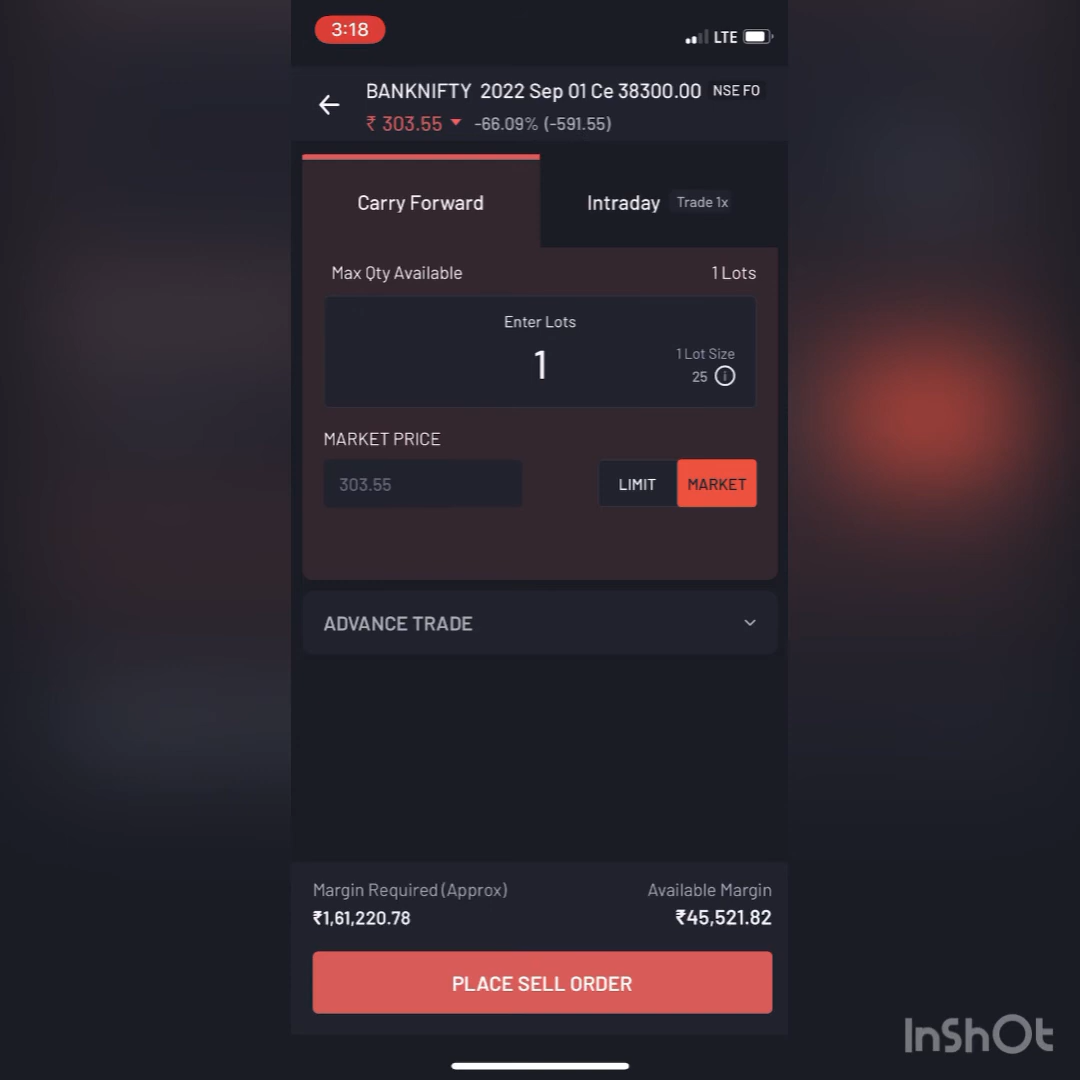 3:18
LTE
BANKNIFTY 2022 Sep 01 Ce 38300.00 NSE FO
₹ 303.55 -66.09% (-591.55)
Carry Forward
Intraday Trade 1x
Max Qty Available 1 Lots
Enter Lots
1
1 Lot Size
25
MARKET PRICE
303.55
LIMIT MARKET
ADVANCE TRADE
Margin Required (Approx) Available Margin
₹1,61,220.78 ₹45,521.82
PLACE SELL ORDER
InShOt